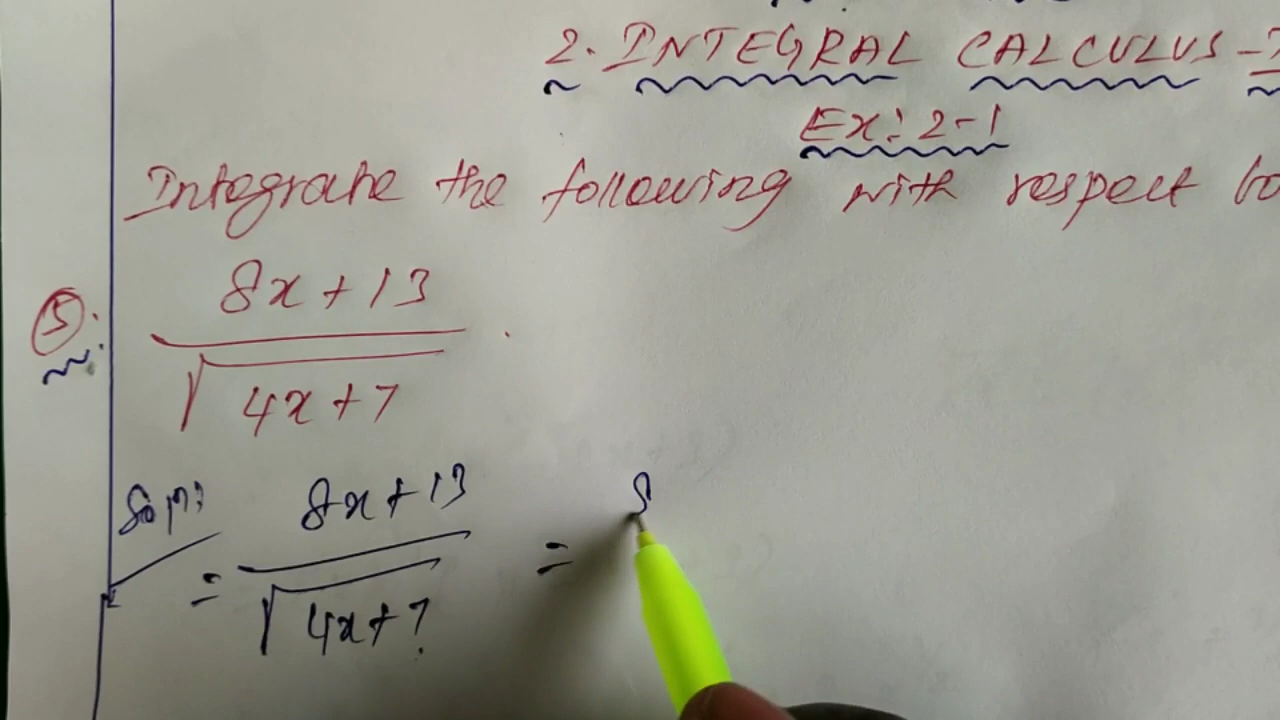 2. INTEGRAL CALCULUS -
Ex: 2-1
Integrate the following with respect to
5. 8x+13
√4x+7
Soln:
= 8x+13 = 8
√4x+7